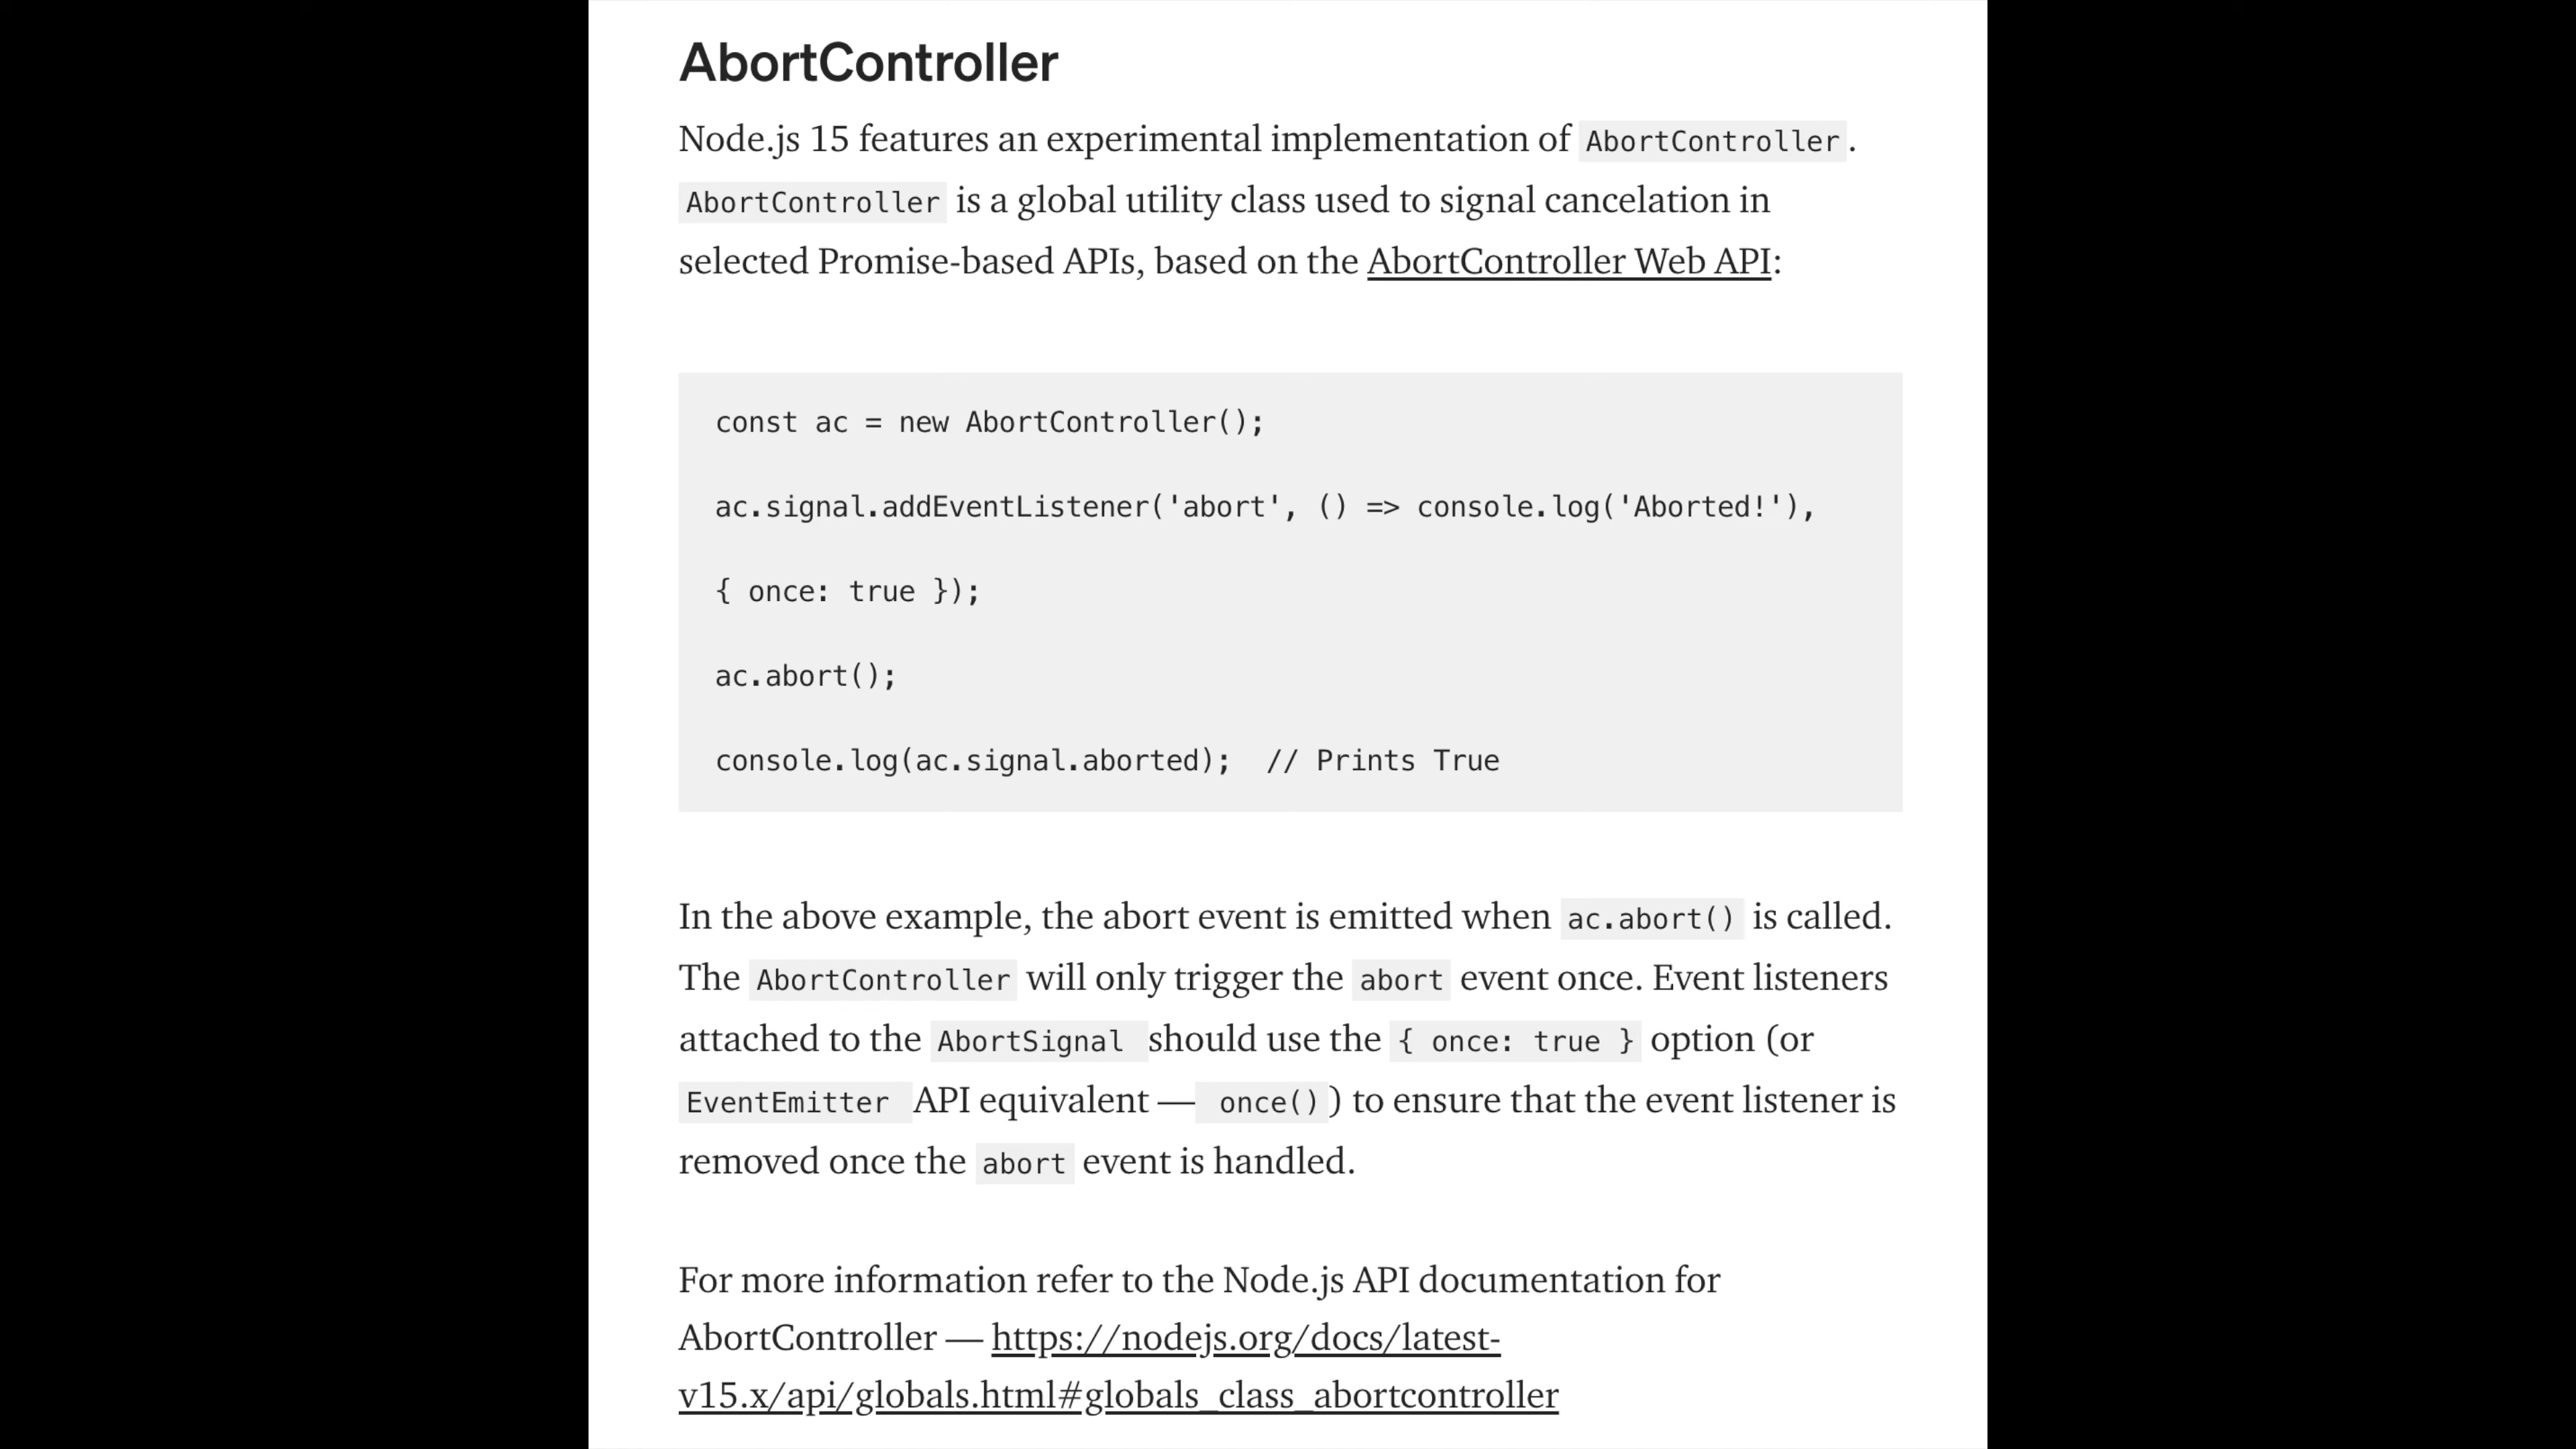 AbortController
Node.js 15 features an experimental implementation of AbortController.
AbortController is a global utility class used to signal cancelation in
selected Promise-based APIs, based on the AbortController Web API:
const ac = new AbortController();
ac.signal.addEventListener('abort', () => console.log('Aborted!'),
{ once: true });
ac.abort();
console.log(ac.signal.aborted);  // Prints True
In the above example, the abort event is emitted when ac.abort() is called.
The AbortController will only trigger the abort event once. Event listeners
attached to the AbortSignal should use the { once: true } option (or
EventEmitter API equivalent — once()) to ensure that the event listener is
removed once the abort event is handled.
For more information refer to the Node.js API documentation for
AbortController — https://nodejs.org/docs/latest-
v15.x/api/globals.html#globals_class_abortcontroller